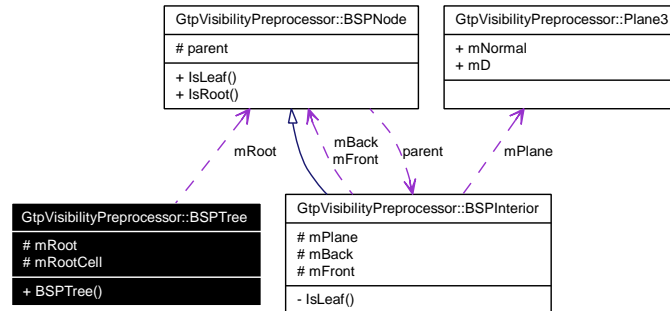 GtpVisibilityPreprocessor::BSPNode
# parent
+ IsLeaf()
+ IsRoot()
GtpVisibilityPreprocessor::Plane3
+ mNormal
+ mD
mRoot
mBack
mFront
parent
mPlane
GtpVisibilityPreprocessor::BSPTree
# mRoot
# mRootCell
+ BSPTree()
GtpVisibilityPreprocessor::BSPInterior
# mPlane
# mBack
# mFront
- IsLeaf()